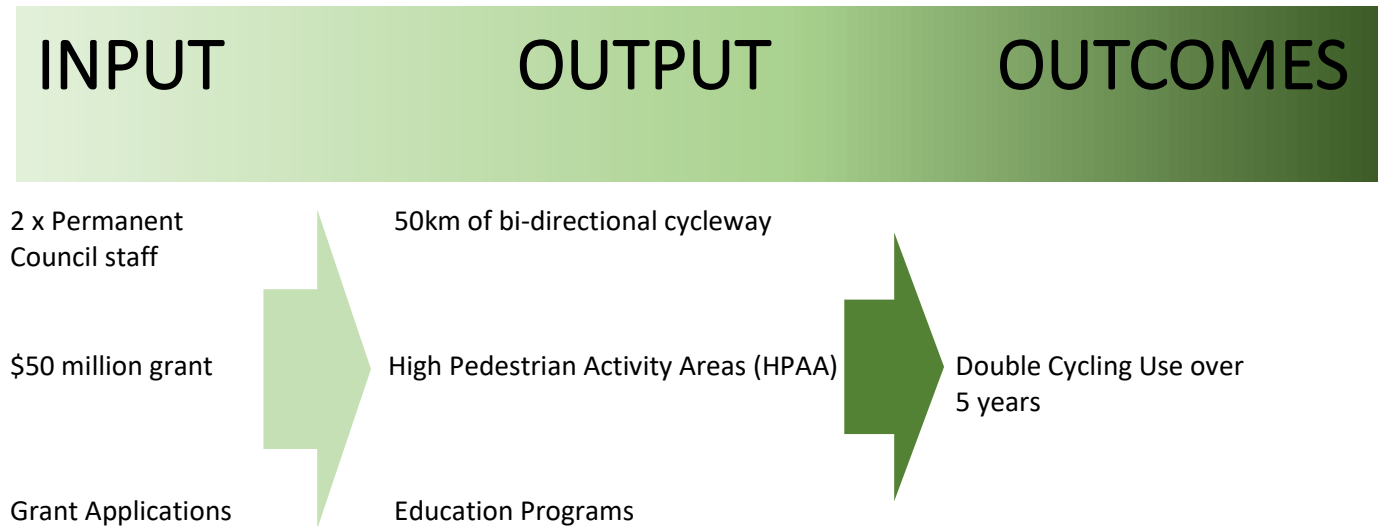 INPUT OUTPUT OUTCOMES
2 x Permanent
Council staff
50km of bi-directional cycleway
$50 million grant
High Pedestrian Activity Areas (HPAA)
Double Cycling Use over
5 years
Grant Applications
Education Programs